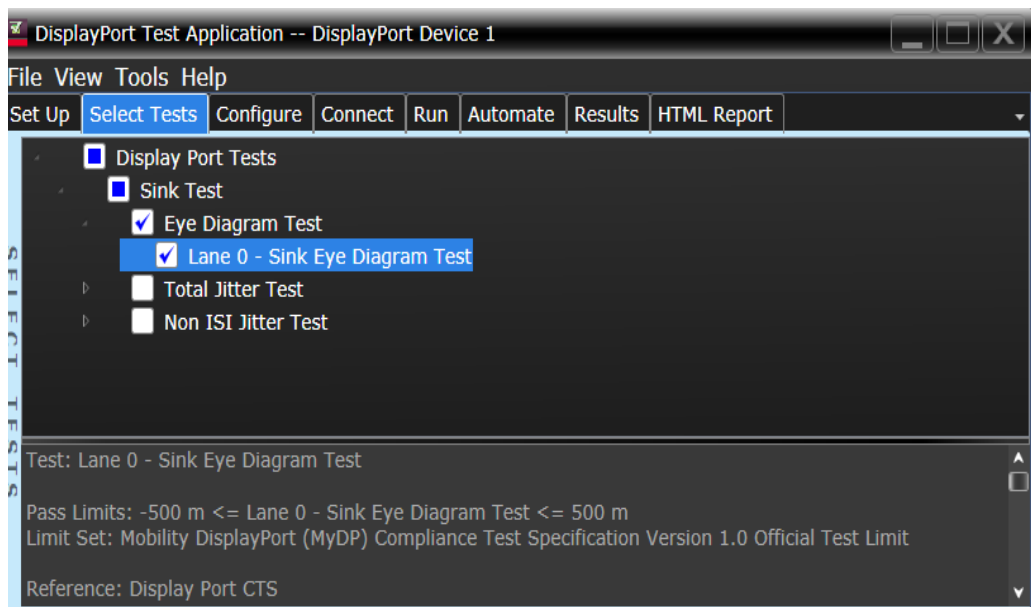 DisplayPort Test Application -- DisplayPort Device 1
File View Tools Help
Set Up Select Tests Configure Connect Run Automate Results HTML Report
Display Port Tests
Sink Test
Eye Diagram Test
Lane 0 - Sink Eye Diagram Test
Total Jitter Test
Non ISI Jitter Test
SELECT TESTS
Test: Lane 0 - Sink Eye Diagram Test
Pass Limits: -500 m <= Lane 0 - Sink Eye Diagram Test <= 500 m
Limit Set: Mobility DisplayPort (MyDP) Compliance Test Specification Version 1.0 Official Test Limit
Reference: Display Port CTS